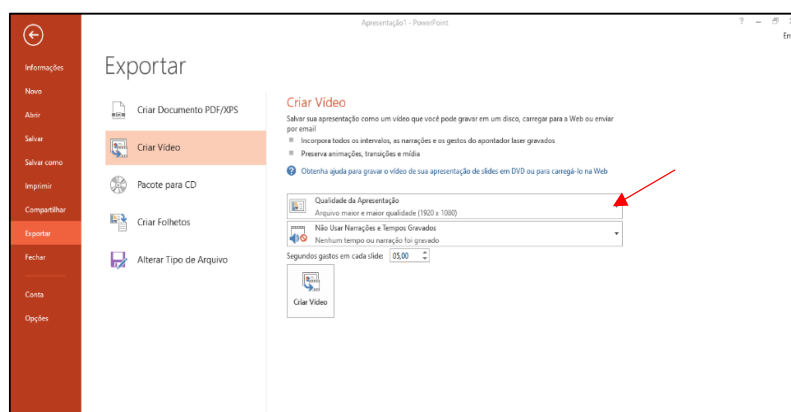 Apresentação1 - PowerPoint
?
En
Informações
Novo
Abrir
Salvar
Salvar como
Imprimir
Compartilhar
Exportar
Fechar
Conta
Opções
Exportar
Criar Documento PDF/XPS
Criar Vídeo
Pacote para CD
Criar Folhetos
Alterar Tipo de Arquivo
Criar Vídeo
Salvar sua apresentação como um vídeo que você pode gravar em um disco, carregar para a Web ou enviar
por email
Incorpora todos os intervalos, as narrações e os gestos do apontador laser gravados
Preserva animações, transições e mídia
Obtenha ajuda para gravar o vídeo de sua apresentação de slides em DVD ou para carregá-lo na Web
Qualidade da Apresentação
Arquivo maior e maior qualidade (1920 x 1080)
Não Usar Narrações e Tempos Gravados
Nenhum tempo ou narração foi gravado
Segundos gastos em cada slide: 05,00
Criar Vídeo